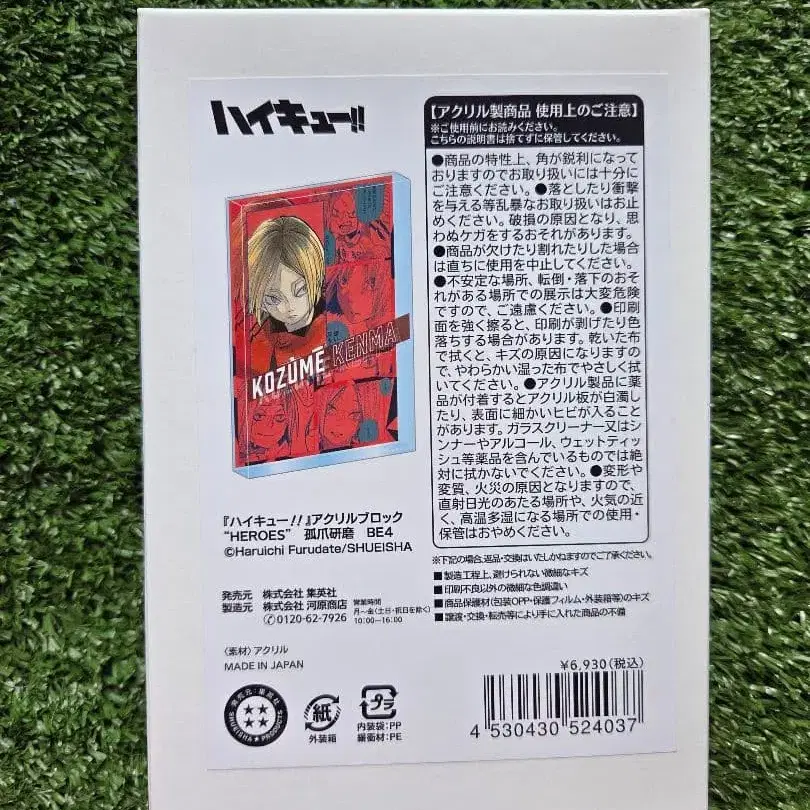 ハイキュー!!
KOZUME KENMA
『ハイキュー!!』アクリルブロック
“HEROES” 孤爪研磨 BE4
©Haruichi Furudate/SHUEISHA
発売元 株式会社 集英社
製造元 株式会社 河原商店
✆0120-62-7926
営業時間
月～金(土日・祝日を除く)
10:00~16:00
〈素材〉アクリル
MADE IN JAPAN
発売元:集英社
SHUEISHA PRODUCTS
紙
外装箱
プラ
内装袋:PP
緩衝材:PE
【アクリル製商品 使用上のご注意】
※ご使用前にお読みください。
こちらの説明書は捨てずに保管してください。
●商品の特性上、角が鋭利になって
おりますのでお取り扱いには十分に
ご注意ください。●落としたり衝撃
を与える等乱暴なお取り扱いはお止
めください。破損の原因となり、思
わぬケガをするおそれがあります。
●商品が欠けたり割れたりした場合
は直ちに使用を中止してください。
●不安定な場所、転倒・落下のおそ
れがある場所での展示は大変危険
ですので、ご遠慮ください。●印刷
面を強く擦ると、印刷が剥げたり色
落ちする場合があります。乾いた布
で拭くと、キズの原因になりますの
で、やわらかい湿った布でやさしく拭
いてください。●アクリル製品に薬
品が付着するとアクリル板が白濁し
たり、表面に細かいヒビが入ること
があります。ガラスクリーナー又はシ
ンナーやアルコール、ウェットティッ
シュ等薬品を含んでいるものでは絶
対に拭かないでください。●変形や
変質、火災の原因となりますので、
直射日光のあたる場所や、火気の近
く、高温多湿になる場所での使用・
保管はおやめください。
※下記の場合、返品・交換はいたしかねますのでご了承ください。
■製造工程上、避けられない微細なキズ
■印刷不良以外の微細な色調違い
■商品保護材(包装OPP・保護フィルム・外装箱等)のキズ
■譲渡・交換・転売等により手に入れた商品の不備
¥6,930(税込)
4 530430 524037